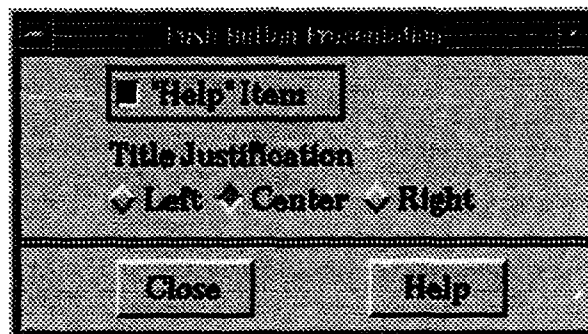 Push Button Presentation
"Help" Item
Title Justification
Left Center Right
Close Help